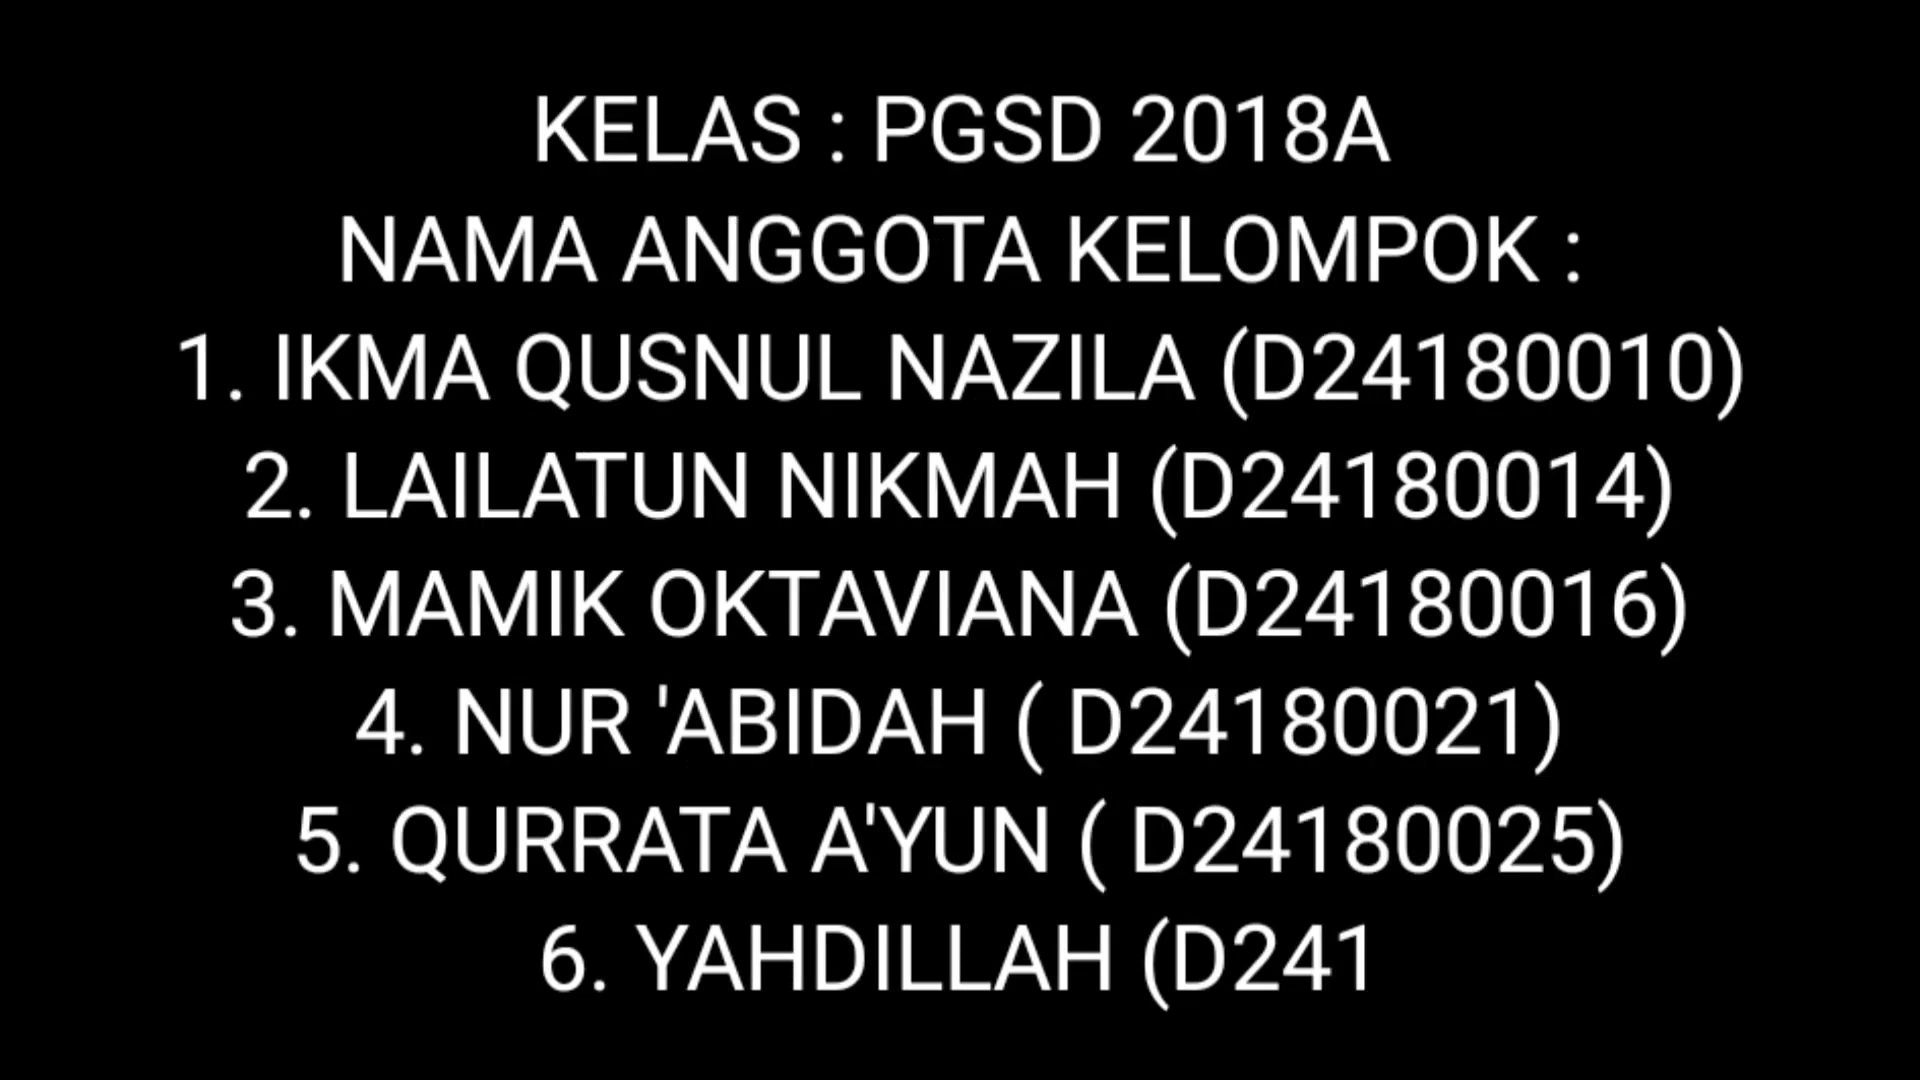 KELAS : PGSD 2018A
NAMA ANGGOTA KELOMPOK :
1. IKMA QUSNUL NAZILA (D24180010)
2. LAILATUN NIKMAH (D24180014)
3. MAMIK OKTAVIANA (D24180016)
4. NUR 'ABIDAH ( D24180021)
5. QURRATA A'YUN ( D24180025)
6. YAHDILLAH (D241